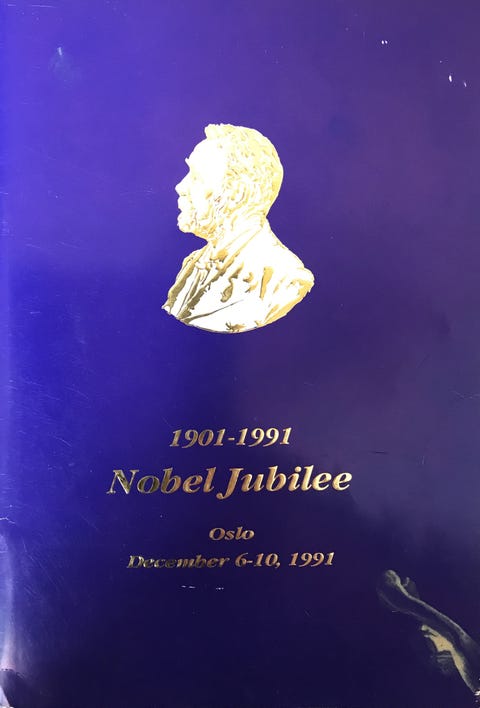 1901-1991
Nobel Jubilee
Oslo
December 6-10, 1991